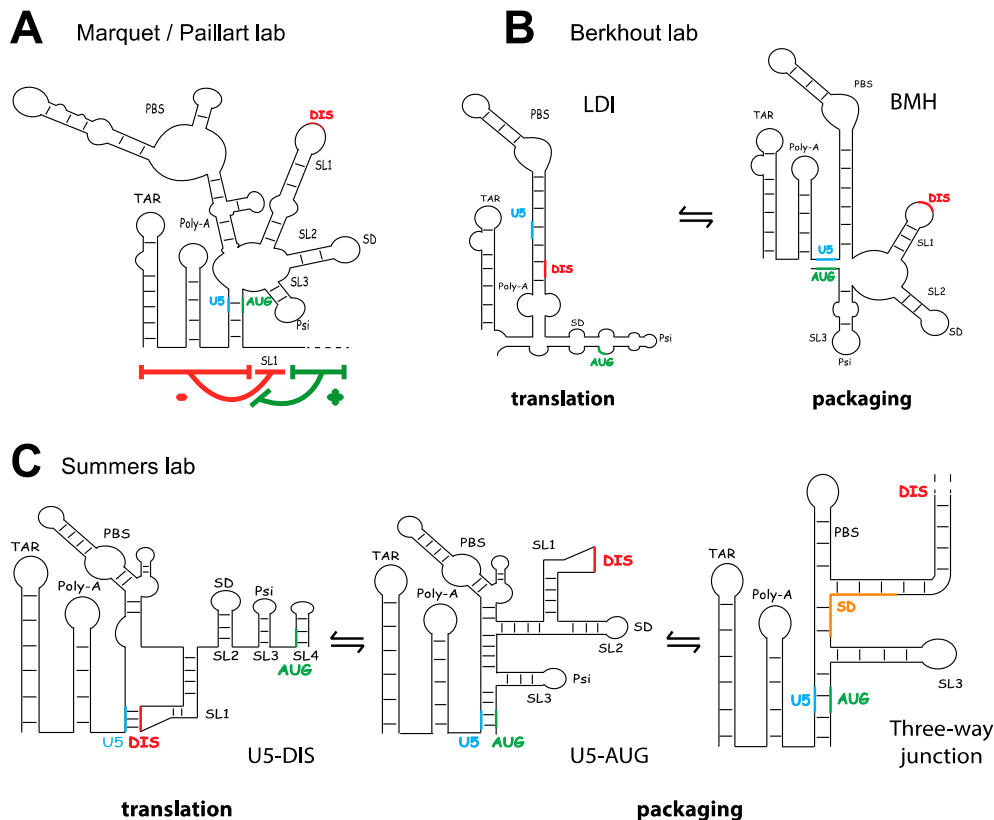 A Marquet / Paillart lab
PBS
DIS
SL1
TAR
Poly-A
SL2
SD
SL3
U5
AUG
Psi
SL1
-
+
B Berkhout lab
LDI
BMH
PBS
TAR
U5
DIS
Poly-A
SD
Psi
AUG
translation
PBS
TAR
Poly-A
DIS
U5
SL1
AUG
SL2
SL3
SD
Psi
packaging
C Summers lab
PBS
TAR
Poly-A
SD
Psi
SL2
SL3
SL4
AUG
SL1
U5
DIS
U5-DIS
translation
SL1
PBS
DIS
TAR
Poly-A
SD
SL2
Psi
SL3
U5
AUG
U5-AUG
DIS
PBS
TAR
Poly-A
SD
SL3
U5
AUG
Three-way
junction
packaging